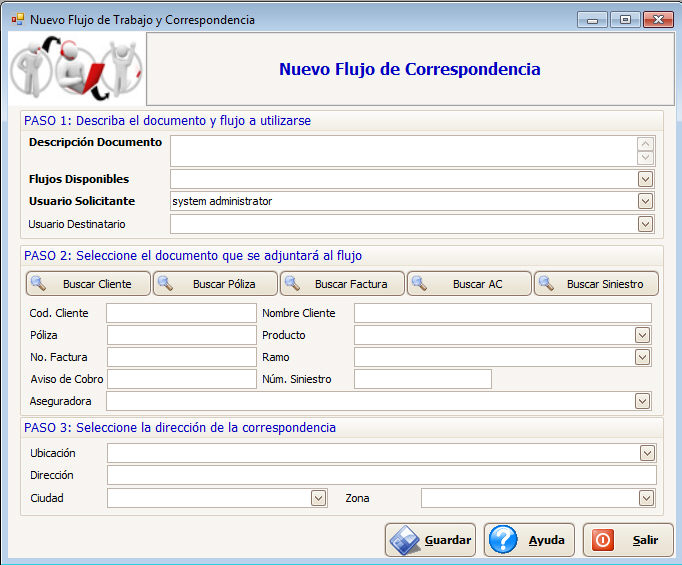 Nuevo Flujo de Trabajo y Correspondencia
Nuevo Flujo de Correspondencia
PASO 1: Describa el documento y flujo a utilizarse
Descripción Documento
Flujos Disponibles
Usuario Solicitante system administrator
Usuario Destinatario
PASO 2: Seleccione el documento que se adjuntará al flujo
Buscar Cliente Buscar Póliza Buscar Factura Buscar AC Buscar Siniestro
Cod. Cliente Nombre Cliente
Póliza Producto
No. Factura Ramo
Aviso de Cobro Núm. Siniestro
Aseguradora
PASO 3: Seleccione la dirección de la correspondencia
Ubicación
Dirección
Ciudad Zona
Guardar Ayuda Salir